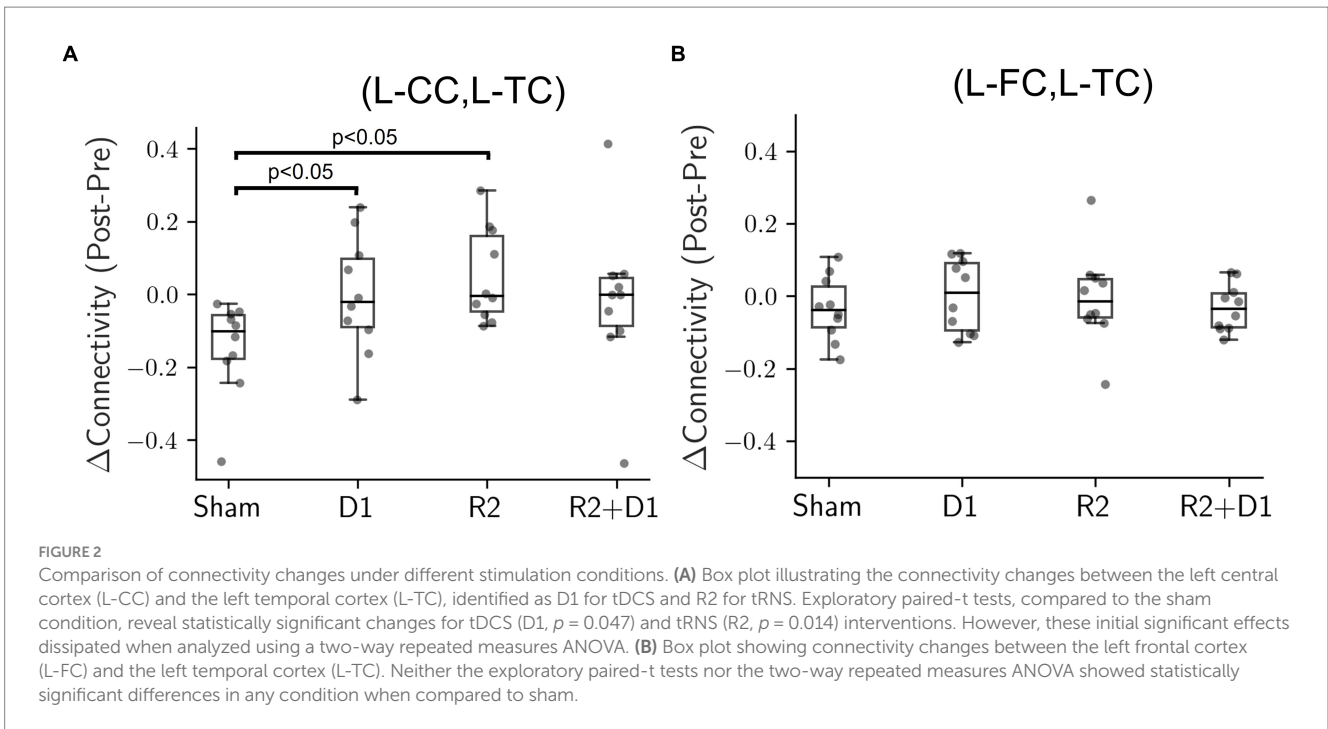 A
(L-CC,L-TC)
p<0.05
p<0.05
ΔConnectivity (Post-Pre)
0.4
0.2
0.0
−0.2
−0.4
Sham D1 R2 R2+D1
B
(L-FC,L-TC)
ΔConnectivity (Post-Pre)
0.4
0.2
0.0
−0.2
−0.4
Sham D1 R2 R2+D1
FIGURE 2
Comparison of connectivity changes under different stimulation conditions. (A) Box plot illustrating the connectivity changes between the left central
cortex (L-CC) and the left temporal cortex (L-TC), identified as D1 for tDCS and R2 for tRNS. Exploratory paired-t tests, compared to the sham
condition, reveal statistically significant changes for tDCS (D1, p = 0.047) and tRNS (R2, p = 0.014) interventions. However, these initial significant effects
dissipated when analyzed using a two-way repeated measures ANOVA. (B) Box plot showing connectivity changes between the left frontal cortex
(L-FC) and the left temporal cortex (L-TC). Neither the exploratory paired-t tests nor the two-way repeated measures ANOVA showed statistically
significant differences in any condition when compared to sham.